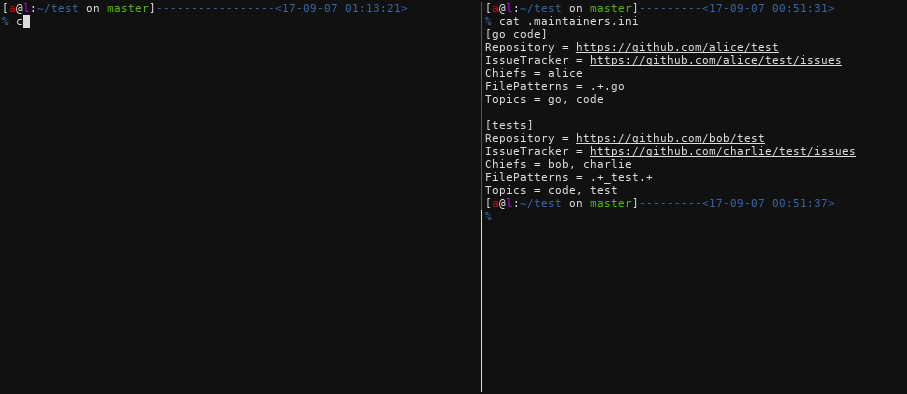 [a@l:~/test on master]-----------------<17-09-07 01:13:21>
% c
[a@l:~/test on master]---------<17-09-07 00:51:31>
% cat .maintainers.ini
[go code]
Repository = https://github.com/alice/test
IssueTracker = https://github.com/alice/test/issues
Chiefs = alice
FilePatterns = .+.go
Topics = go, code
[tests]
Repository = https://github.com/bob/test
IssueTracker = https://github.com/charlie/test/issues
Chiefs = bob, charlie
FilePatterns = .+_test.+
Topics = code, test
[a@l:~/test on master]---------<17-09-07 00:51:37>
%